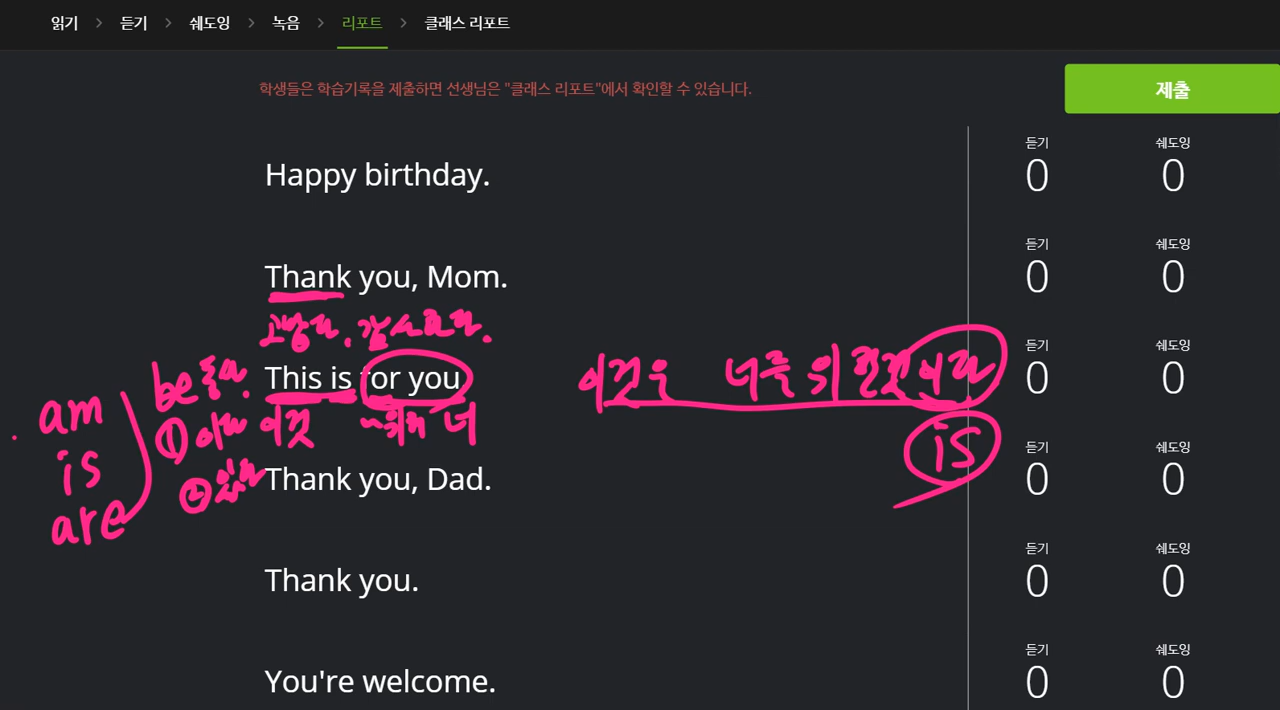 읽기 > 듣기 > 쉐도잉 > 녹음 > 리포트 > 클래스 리포트
학생들은 학습기록을 제출하면 선생님은 "클래스 리포트"에서 확인할 수 있습니다.
제출
듣기 쉐도잉
Happy birthday. 0 0
듣기 쉐도잉
Thank you, Mom. 0 0
고맙다. 감사하다.
듣기 쉐도잉
This is for you 0 0
이것은 너를 위한것이다
is
am
is
are
be동사.
① 이다
② 있다
이것 ~위해 너
듣기 쉐도잉
Thank you, Dad. 0 0
듣기 쉐도잉
Thank you. 0 0
듣기 쉐도잉
You're welcome. 0 0